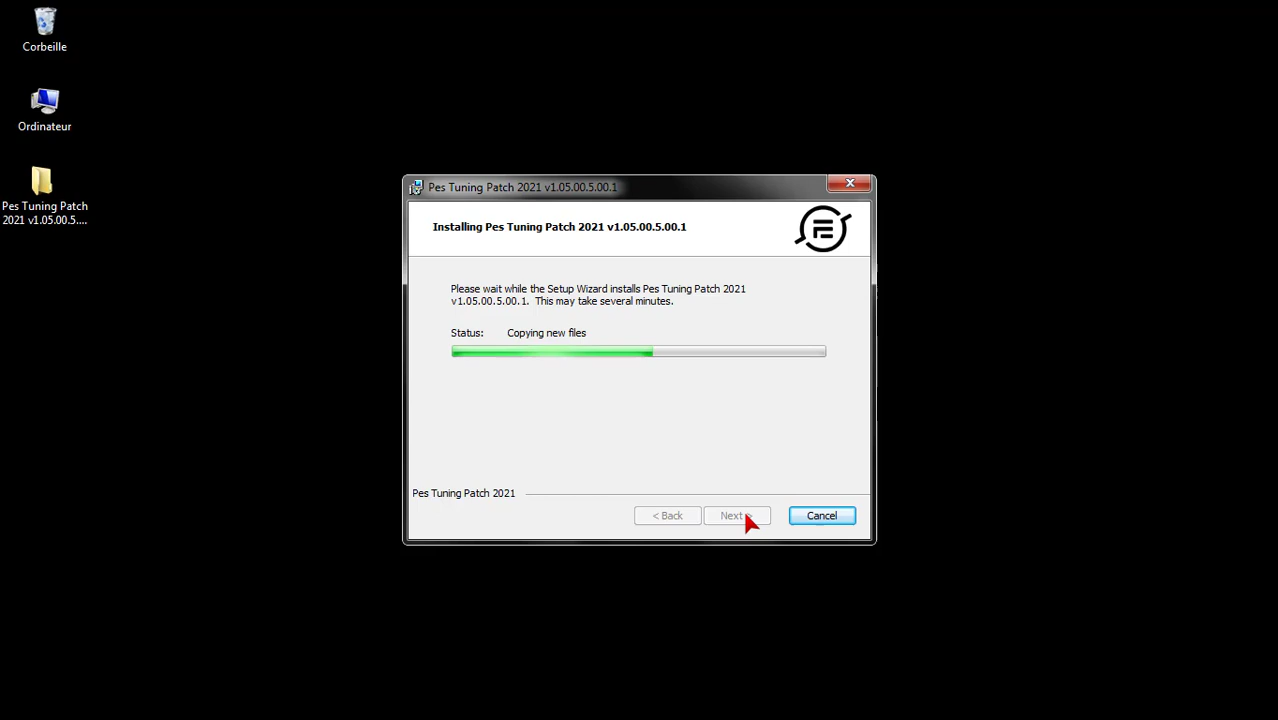 Corbeille
Ordinateur
Pes Tuning Patch
2021 v1.05.00.5....
Pes Tuning Patch 2021 v1.05.00.5.00.1
Installing Pes Tuning Patch 2021 v1.05.00.5.00.1
Please wait while the Setup Wizard installs Pes Tuning Patch 2021
v1.05.00.5.00.1. This may take several minutes.
Status: Copying new files
Pes Tuning Patch 2021
< Back Next > Cancel